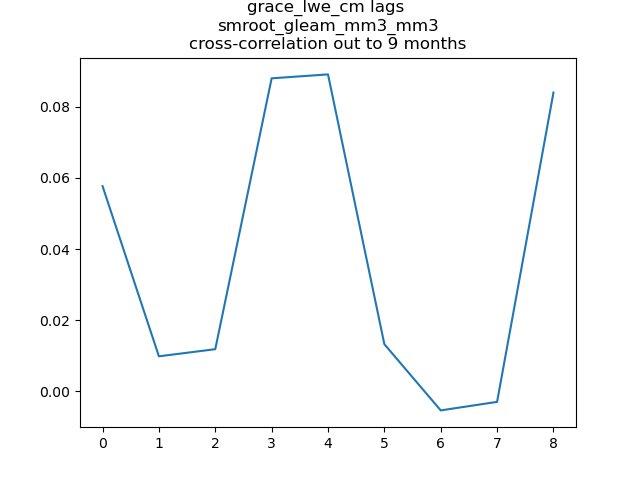 grace_lwe_cm lags
smroot_gleam_mm3_mm3
cross-correlation out to 9 months
0.08
0.06
0.04
0.02
0.00
0 1 2 3 4 5 6 7 8